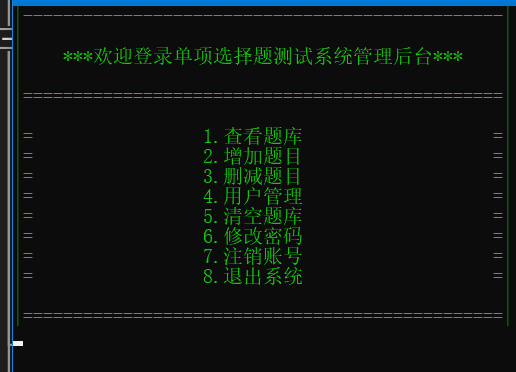 ***欢迎登录单项选择题测试系统管理后台***
================================================
= 1.查看题库 =
= 2.增加题目 =
= 3.删减题目 =
= 4.用户管理 =
= 5.清空题库 =
= 6.修改密码 =
= 7.注销账号 =
= 8.退出系统 =
================================================